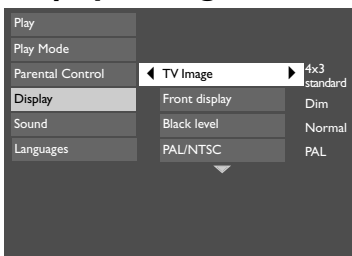 Play
Play Mode
Parental Control
TV Image
4x3
standard
Display
Front display
Dim
Sound
Black level
Normal
Languages
PAL/NTSC
PAL